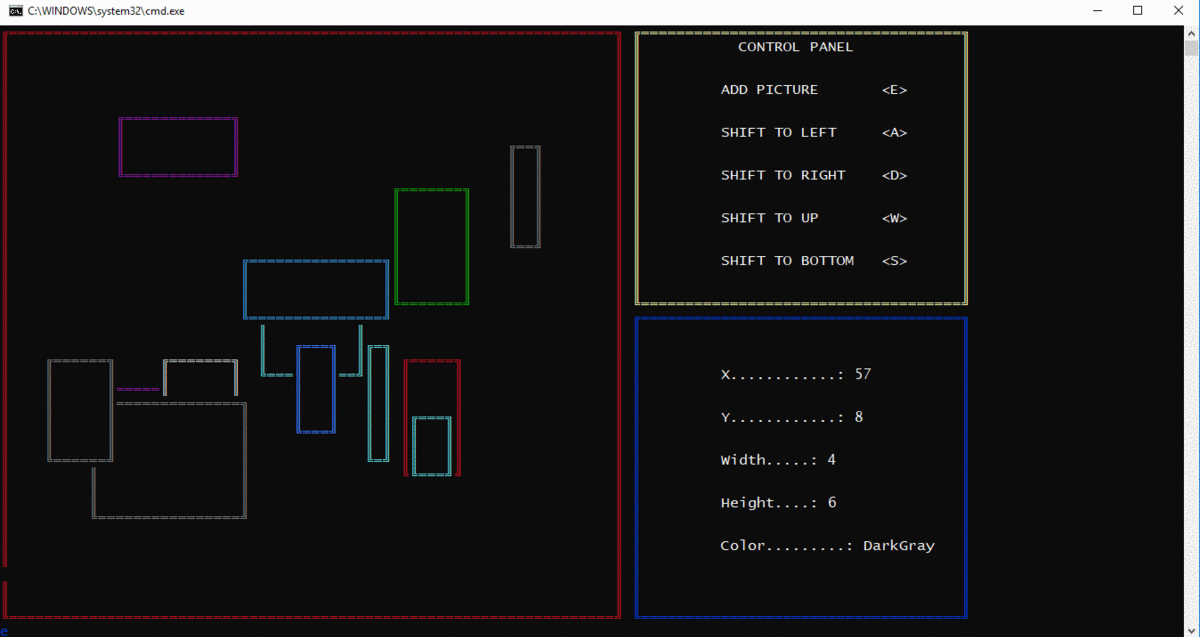 C:\WINDOWS\system32\cmd.exe
CONTROL PANEL
ADD PICTURE <E>
SHIFT TO LEFT <A>
SHIFT TO RIGHT <D>
SHIFT TO UP <W>
SHIFT TO BOTTOM <S>
X............: 57
Y............: 8
Width.....: 4
Height....: 6
Color.........: DarkGray
e